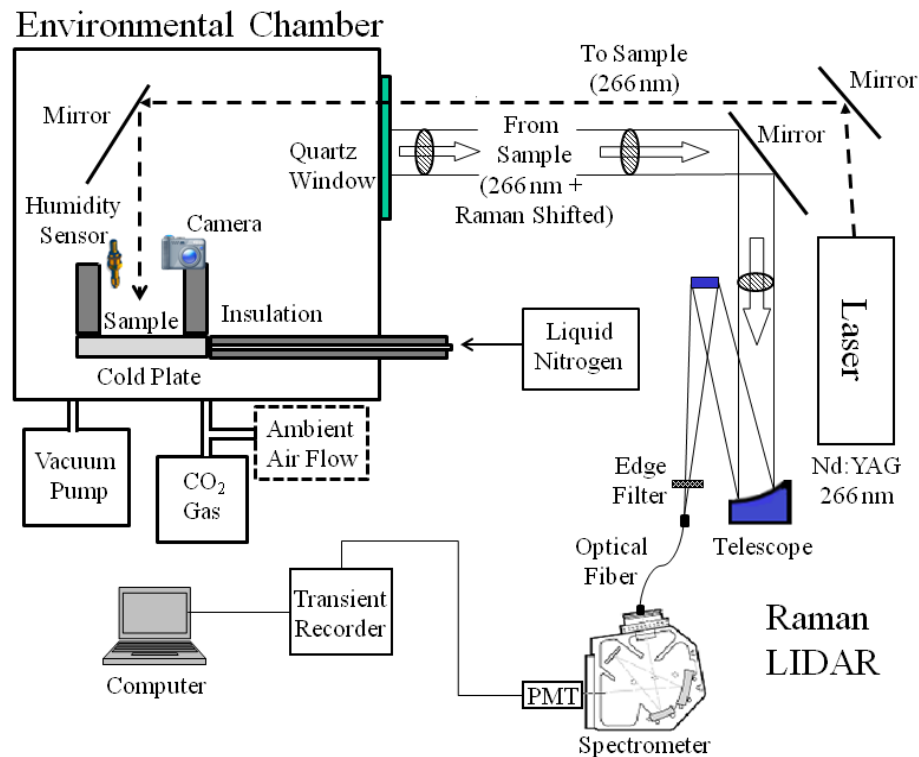 Environmental Chamber
To Sample
(266 nm)
Mirror
Mirror
Mirror
From
Sample
(266 nm +
Raman Shifted)
Quartz
Window
Humidity
Sensor
Camera
Sample
Insulation
Cold Plate
Liquid
Nitrogen
Laser
Vacuum
Pump
CO2
Gas
Ambient
Air Flow
Edge
Filter
Nd:YAG
266 nm
Telescope
Optical
Fiber
Transient
Recorder
Computer
PMT
Spectrometer
Raman
LIDAR